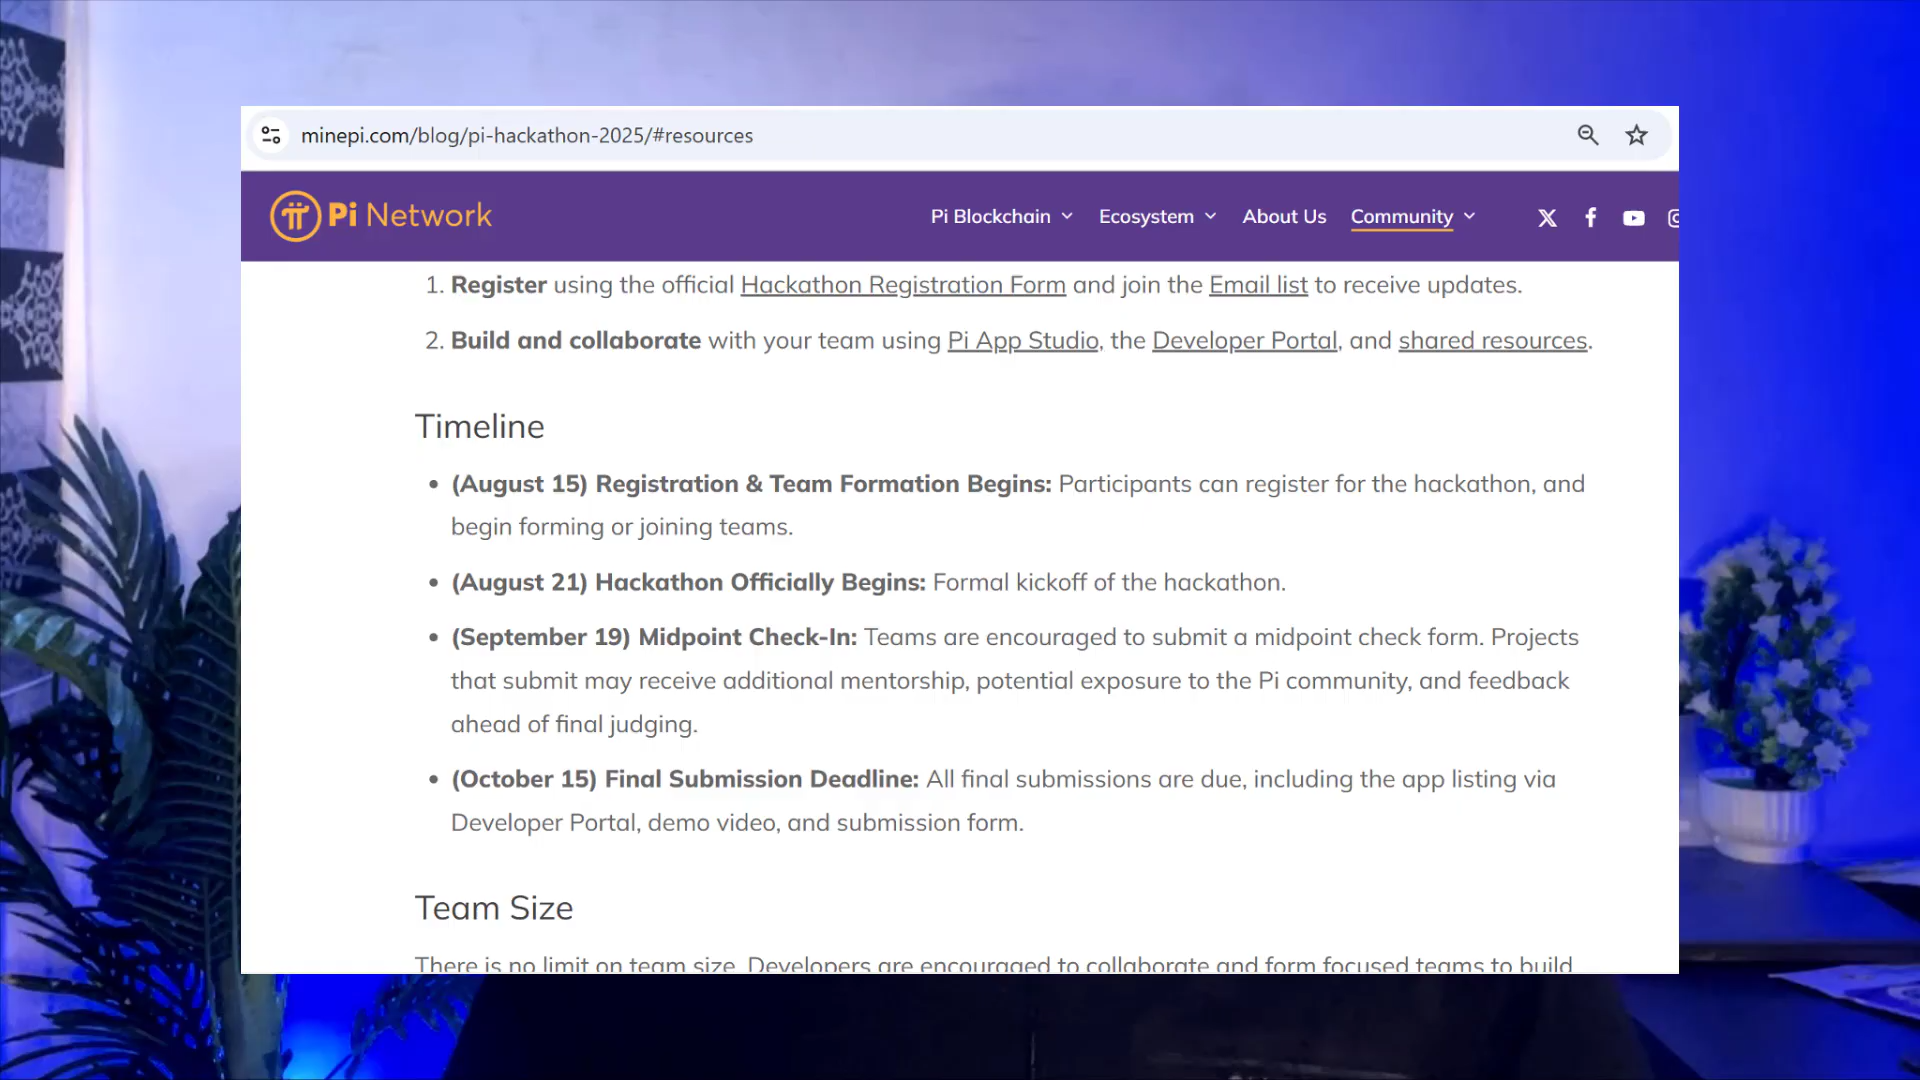 minepi.com/blog/pi-hackathon-2025/#resources
Pi Network
Pi Blockchain Ecosystem About Us Community
1. Register using the official Hackathon Registration Form and join the Email list to receive updates.
2. Build and collaborate with your team using Pi App Studio, the Developer Portal, and shared resources.
Timeline
• (August 15) Registration & Team Formation Begins: Participants can register for the hackathon, and
begin forming or joining teams.
• (August 21) Hackathon Officially Begins: Formal kickoff of the hackathon.
• (September 19) Midpoint Check-In: Teams are encouraged to submit a midpoint check form. Projects
that submit may receive additional mentorship, potential exposure to the Pi community, and feedback
ahead of final judging.
• (October 15) Final Submission Deadline: All final submissions are due, including the app listing via
Developer Portal, demo video, and submission form.
Team Size
There is no limit on team size. Developers are encouraged to collaborate and form focused teams to build